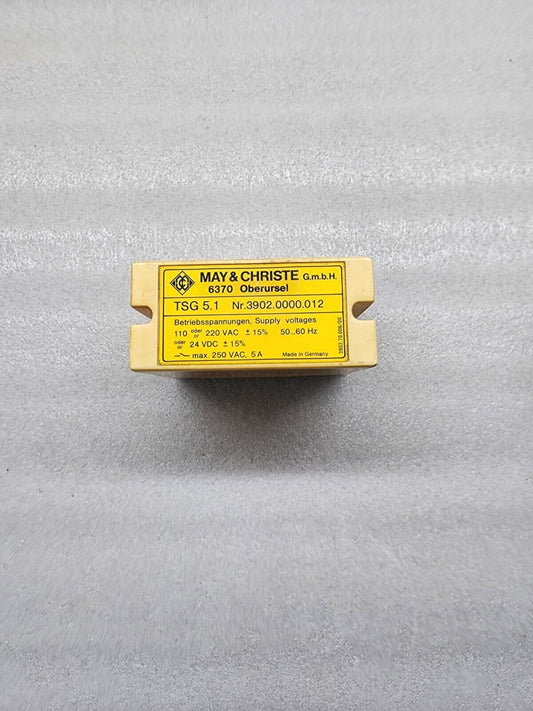 MAY & CHRISTE G.m.b.H.
6370 Oberursel
TSG 5.1 Nr.3902.0000.012
Betriebsspannungen, Supply voltages
110 oder or 220 VAC ± 15% 50...60 Hz
oder or 24 VDC ± 15%
max. 250 VAC, 5 A Made in Germany